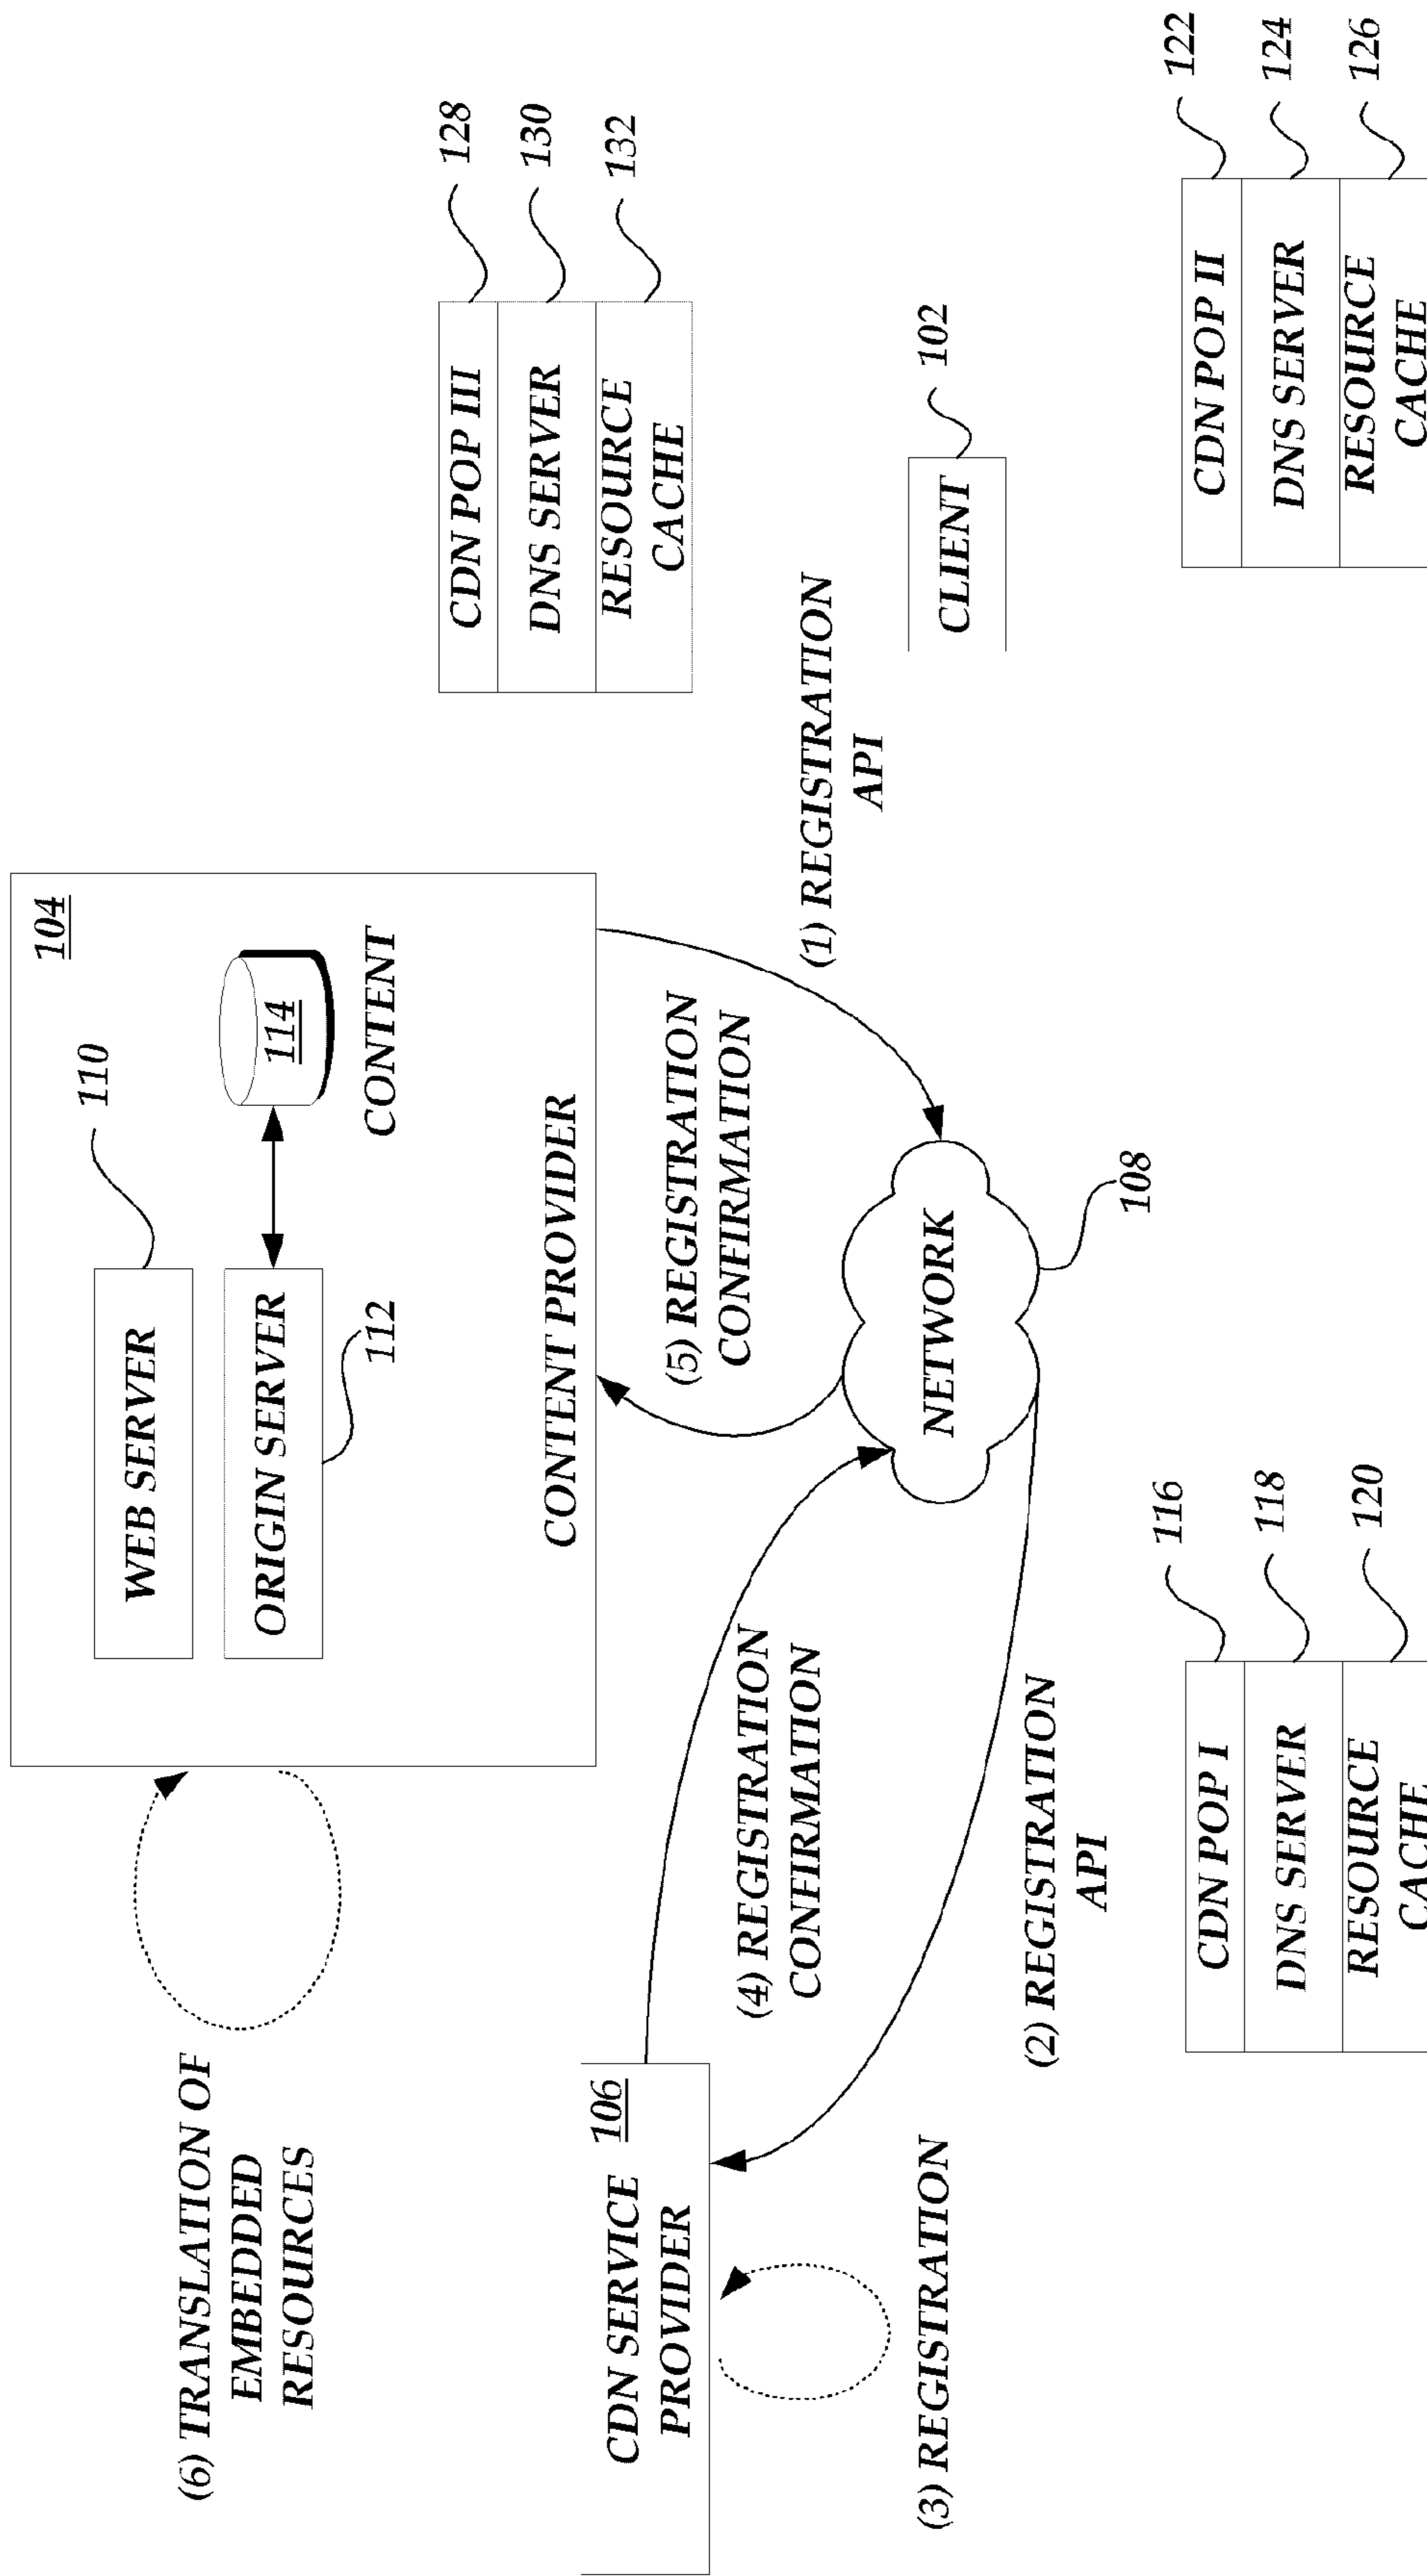 (6) TRANSLATION OF
EMBEDDED
RESOURCES
WEB SERVER
110
104
ORIGIN SERVER
112
114
CONTENT
CONTENT PROVIDER
CDN POP III
128
DNS SERVER
130
RESOURCE
CACHE
132
CDN SERVICE
PROVIDER
106
(5) REGISTRATION
CONFIRMATION
(4) REGISTRATION
CONFIRMATION
(1) REGISTRATION
API
CLIENT
102
NETWORK
108
(3) REGISTRATION
(2) REGISTRATION
API
CDN POP I
116
DNS SERVER
118
RESOURCE
CACHE
120
CDN POP II
122
DNS SERVER
124
RESOURCE
CACHE
126